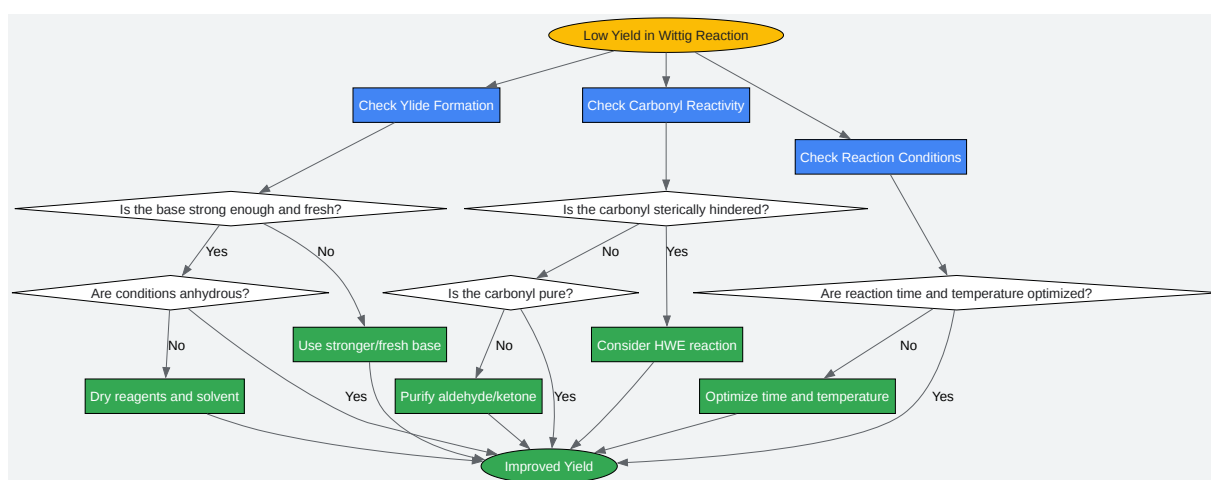 Low Yield in Wittig Reaction
Check Ylide Formation
Check Carbonyl Reactivity
Check Reaction Conditions
Is the base strong enough and fresh?
Is the carbonyl sterically hindered?
Yes
No
No
Yes
Are conditions anhydrous?
Is the carbonyl pure?
Are reaction time and temperature optimized?
No
Use stronger/fresh base
No
Consider HWE reaction
No
Dry reagents and solvent
Yes
Purify aldehyde/ketone
Yes
Optimize time and temperature
Yes
Improved Yield